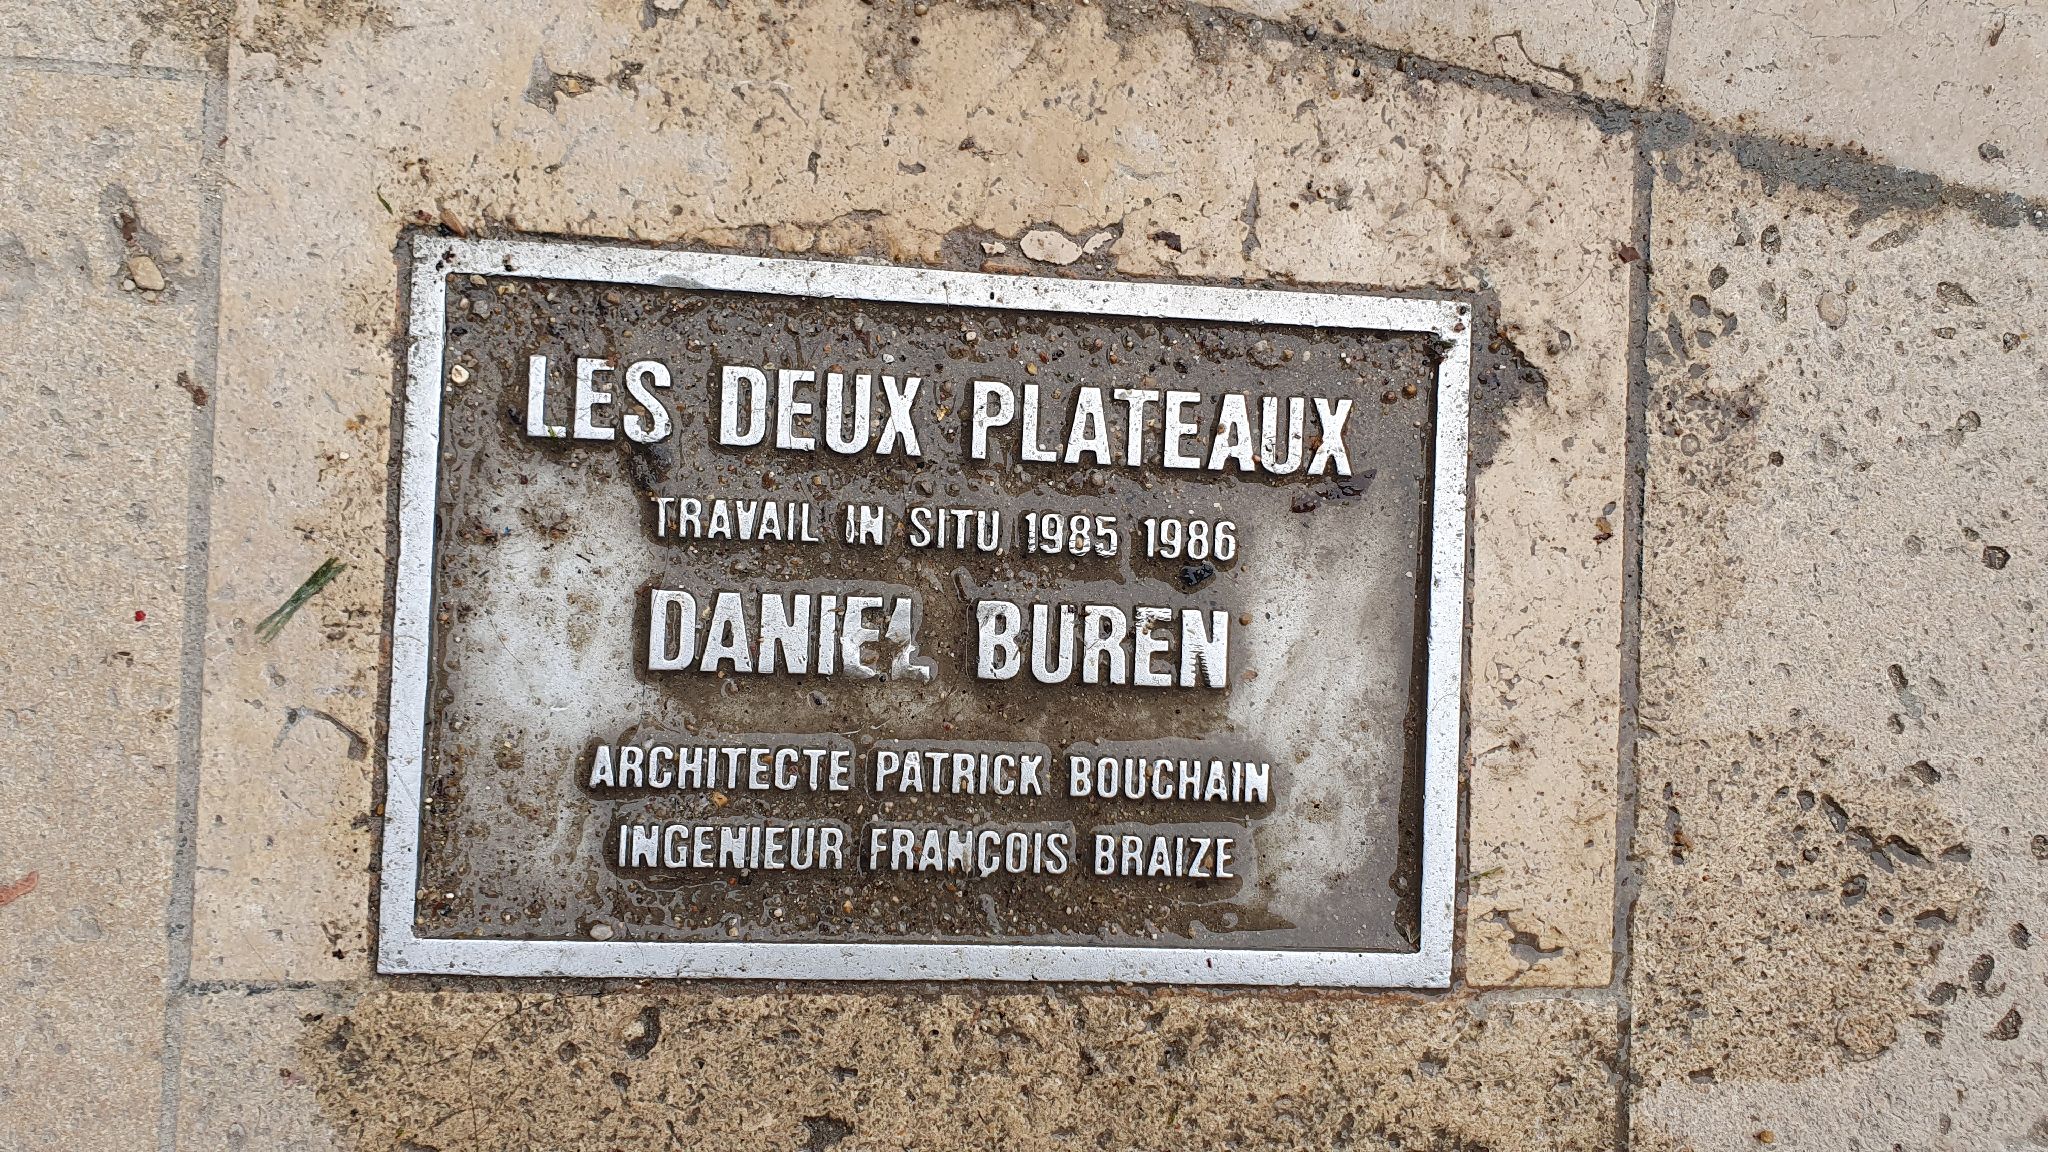 LES DEUX PLATEAUX
TRAVAIL IN SITU 1985 1986
DANIEL BUREN
ARCHITECTE PATRICK BOUCHAIN
INGENIEUR FRANÇOIS BRAIZE